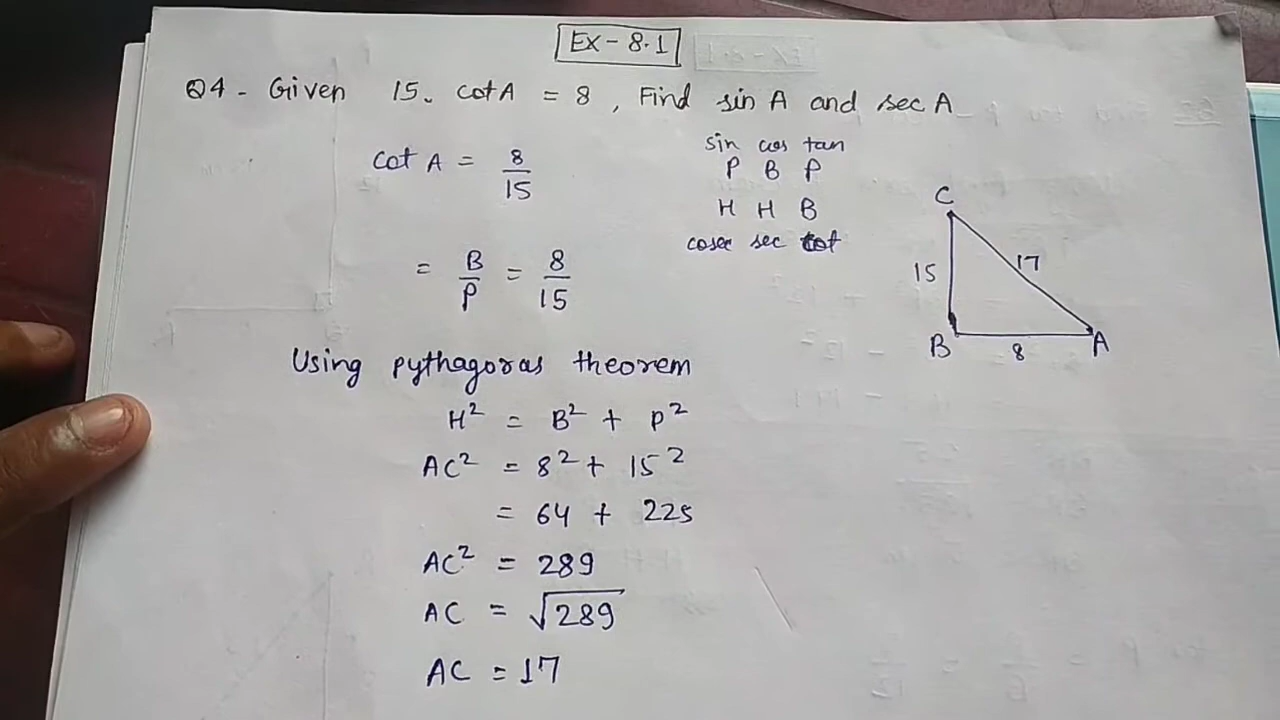 Ex - 8.1
Q4 - Given 15. cot A = 8 , Find sin A and sec A
cot A = 8/15
= B/P = 8/15
sin cos tan
P B P
H H B
cosec sec cot
C
15 17
B 8 A
Using pythagoras theorem
H² = B² + P²
AC² = 8² + 15²
= 64 + 225
AC² = 289
AC = √289
AC = 17